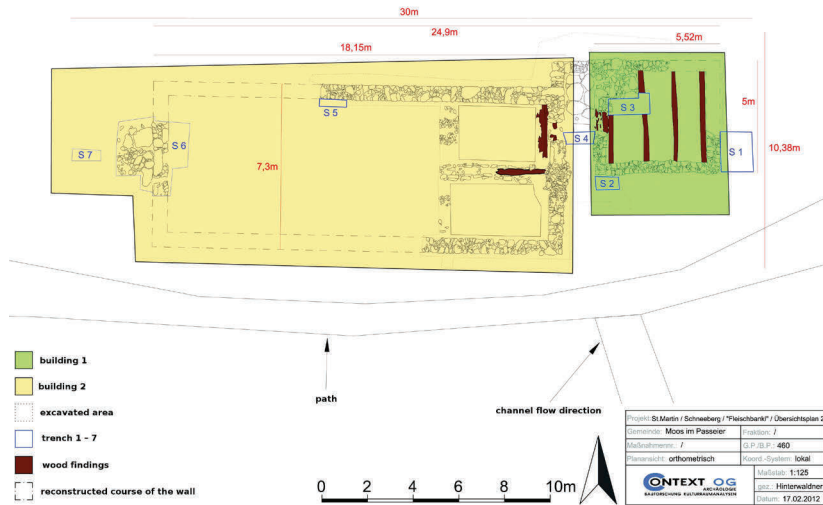 30m
24,9m
18,15m
5,52m
5m
10,38m
7,3m
S 1
S 2
S 3
S 4
S 5
S 6
S 7
building 1
building 2
excavated area
trench 1 - 7
wood findings
reconstructed course of the wall
path
channel flow direction
0 2 4 6 8 10m
Projekt: St.Martin / Schneeberg / "Fleischbankl" / Übersichtsplan 2
Gemeinde: Moos im Passeier
Fraktion: /
Maßnahmennr.: /
G.P./B.P.: 460
Planansicht: orthometrisch
Koord.-System: lokal
CONTEXT OG
ARCHÄOLOGIE
BAUFORSCHUNG KULTURRAUMANALYSEN
Maßstab: 1:125
gez.: Hinterwaldner
Datum: 17.02.2012